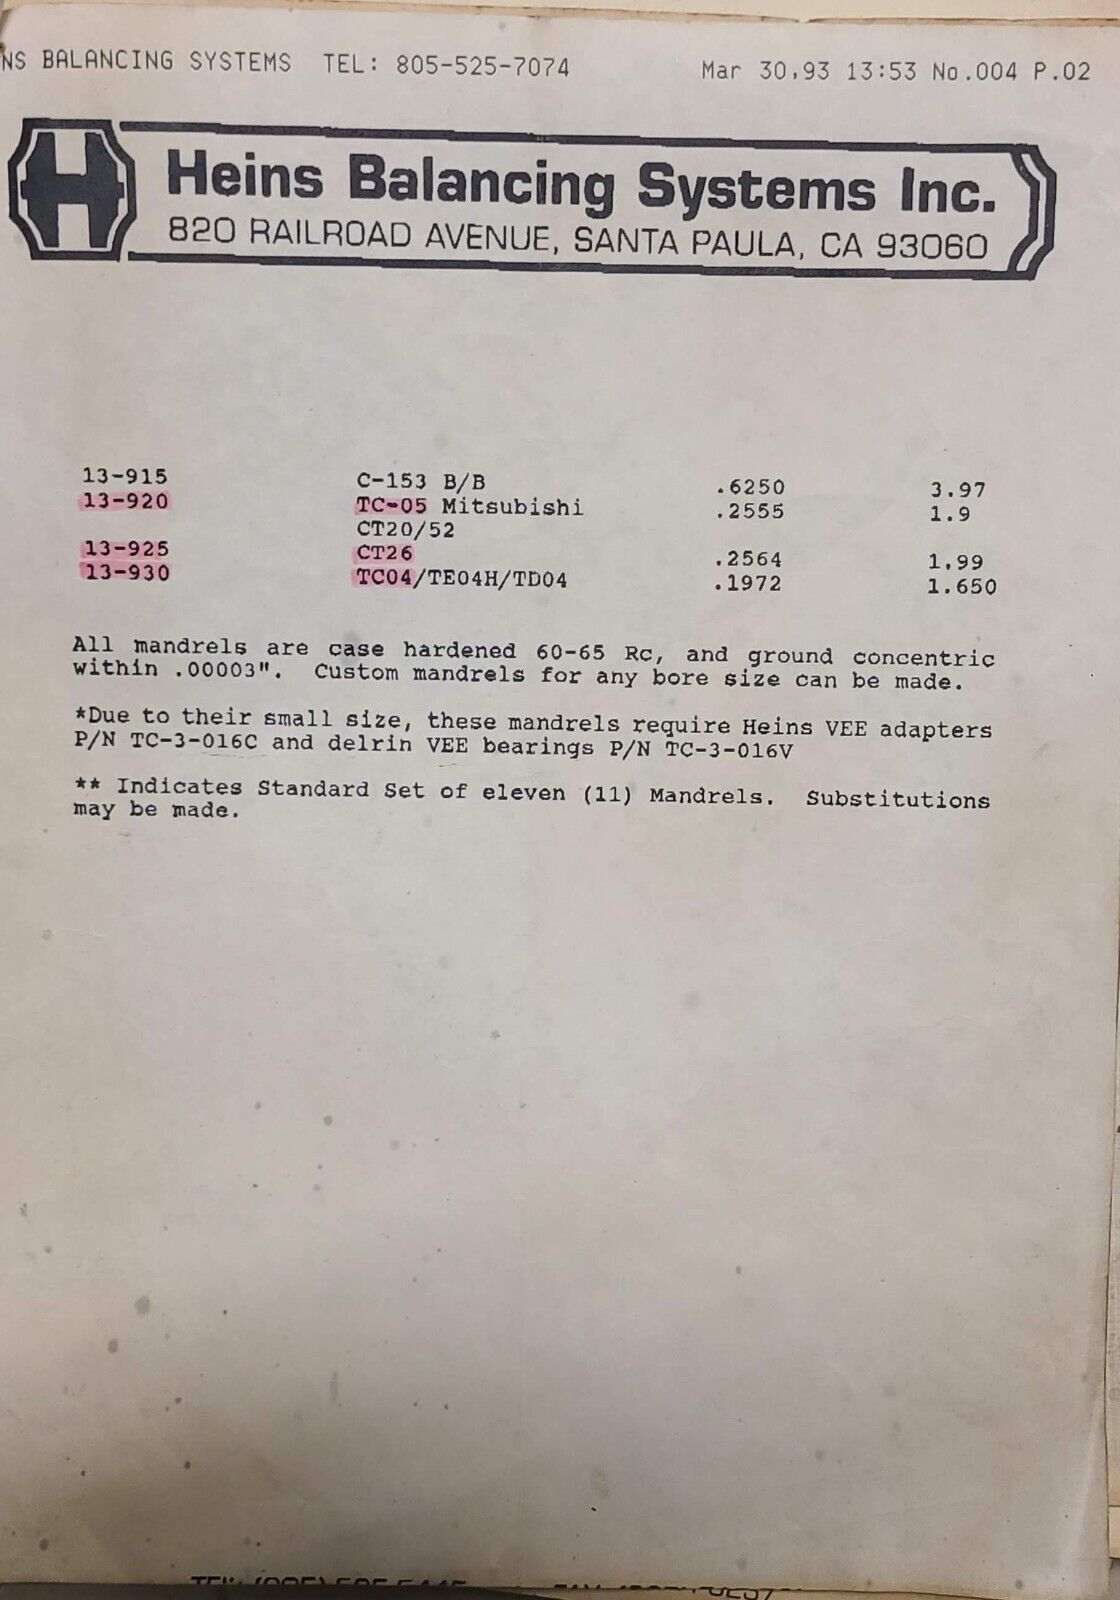 NS BALANCING SYSTEMS TEL: 805-525-7074 Mar 30,93 13:53 No.004 P.02
H Heins Balancing Systems Inc.
820 RAILROAD AVENUE, SANTA PAULA, CA 93060
13-915 C-153 B/B .6250 3.97
13-920 TC-05 Mitsubishi .2555 1.9
CT20/52
13-925 CT26 .2564 1.99
13-930 TC04/TE04H/TD04 .1972 1.650
All mandrels are case hardened 60-65 Rc, and ground concentric
within .00003". Custom mandrels for any bore size can be made.
*Due to their small size, these mandrels require Heins VEE adapters
P/N TC-3-016C and delrin VEE bearings P/N TC-3-016V
** Indicates Standard Set of eleven (11) Mandrels. Substitutions
may be made.